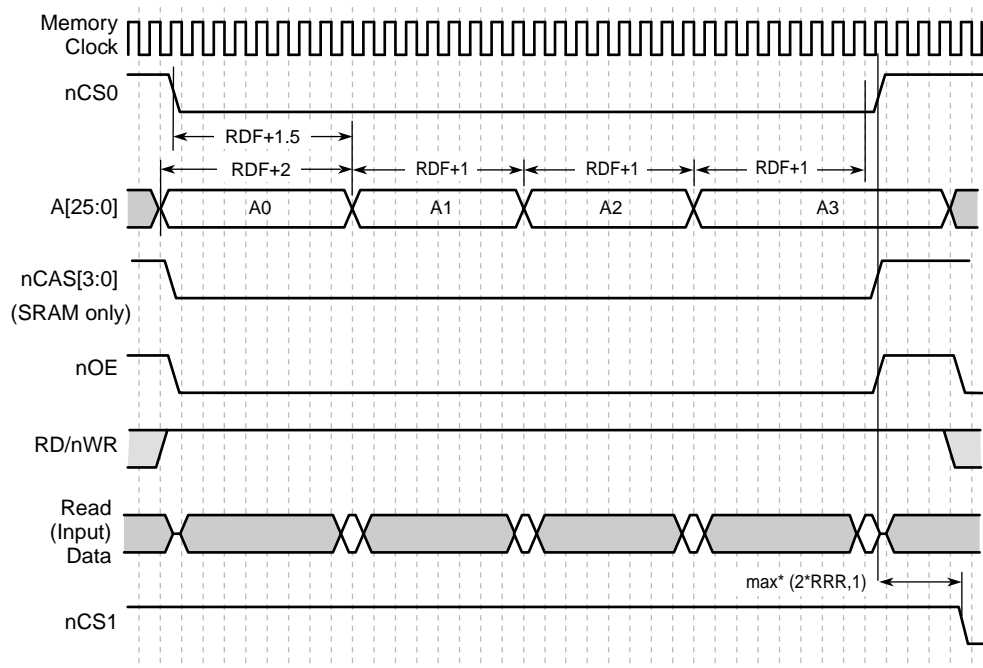 Memory
Clock
nCS0
RDF+1.5
RDF+2
RDF+1
RDF+1
RDF+1
A[25:0]
A0
A1
A2
A3
nCAS[3:0]
(SRAM only)
nOE
RD/nWR
Read
(Input)
Data
max* (2*RRR,1)
nCS1